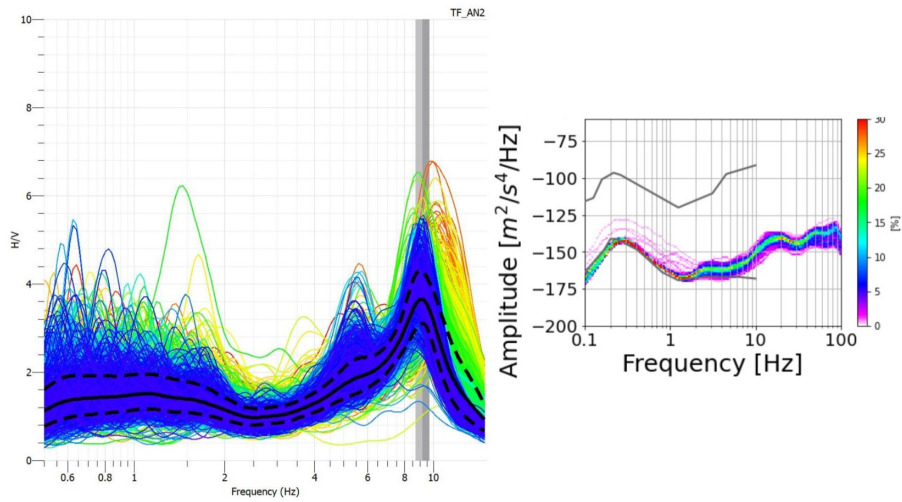 TF_AN2
10
8
6
4
2
0
H/V
0.6 0.8 1 2 4 6 8 10
Frequency (Hz)
Amplitude [m²/s⁴/Hz]
−75
−100
−125
−150
−175
−200
0.1 1 10 100
Frequency [Hz]
30
25
20
15
10
5
0
[%]